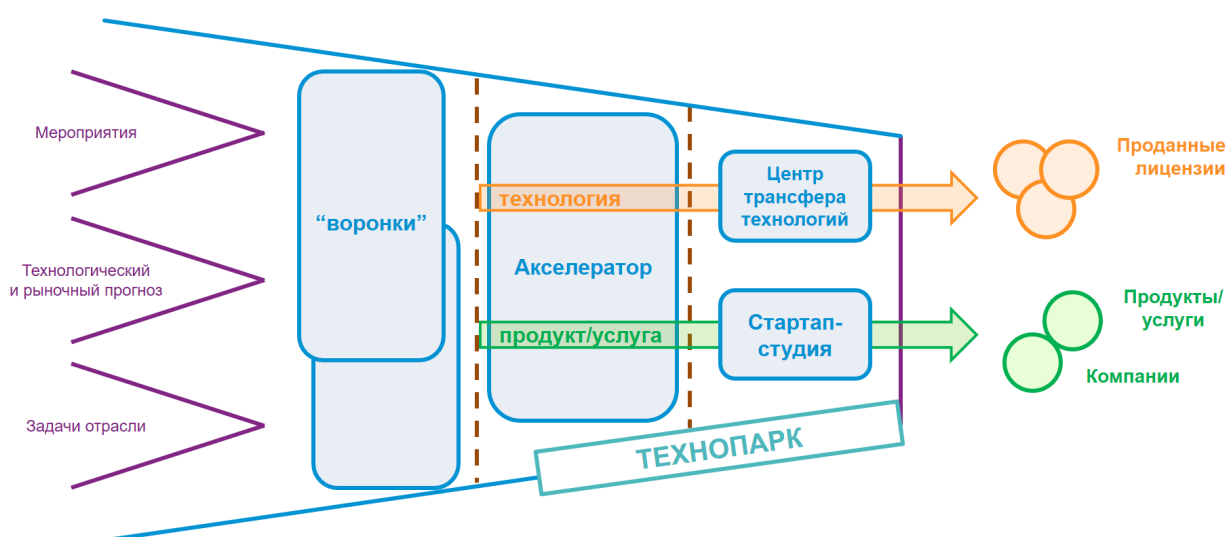 Мероприятия
Технологический
и рыночный прогноз
Задачи отрасли
“воронки”
технология
Акселератор
продукт/услуга
Центр
трансфера
технологий
Стартап-
студия
ТЕХНОПАРК
Проданные
лицензии
Продукты/
услуги
Компании